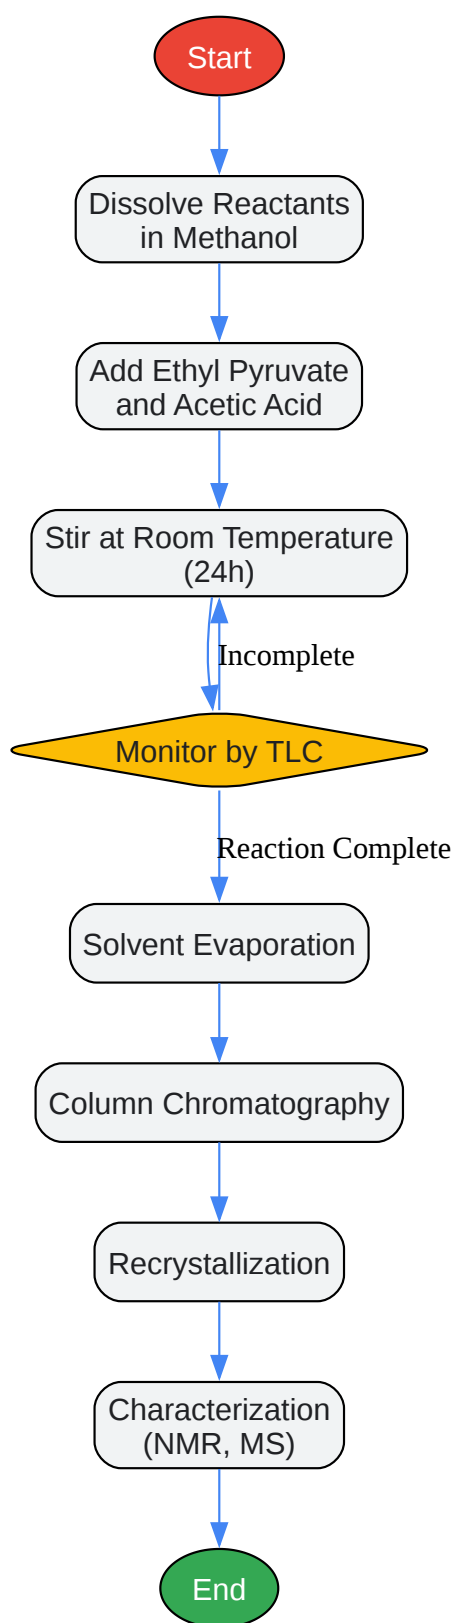 Start
Dissolve Reactants
in Methanol
Add Ethyl Pyruvate
and Acetic Acid
Stir at Room Temperature
(24h)
Incomplete
Monitor by TLC
Reaction Complete
Solvent Evaporation
Column Chromatography
Recrystallization
Characterization
(NMR, MS)
End